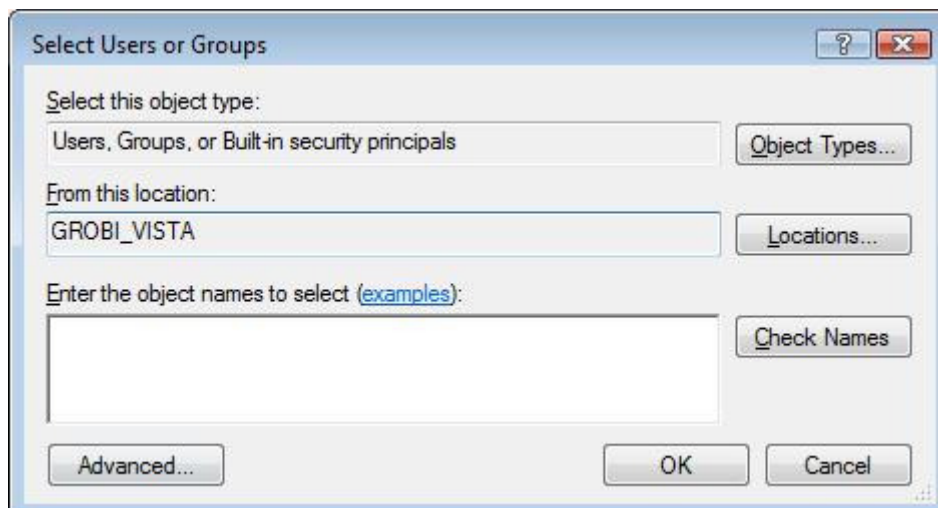 Select Users or Groups
Select this object type:
Users, Groups, or Built-in security principals
Object Types...
From this location:
GROBI_VISTA
Locations...
Enter the object names to select (examples):
Check Names
Advanced...
OK
Cancel